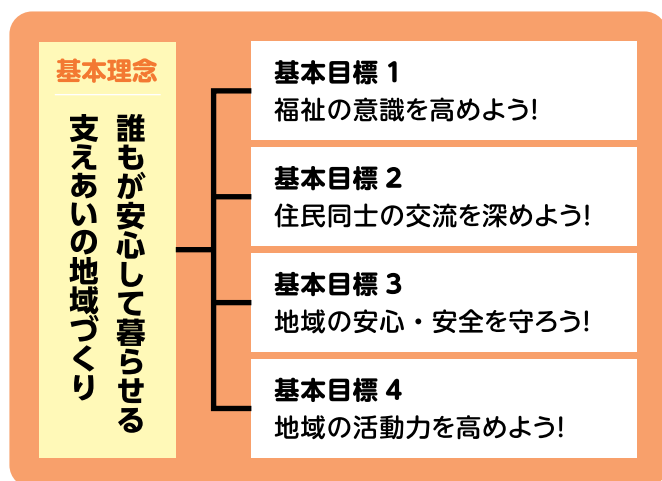 基本理念
誰もが安心して暮らせる
支えあいの地域づくり
基本目標 1
福祉の意識を高めよう!
基本目標 2
住民同士の交流を深めよう!
基本目標 3
地域の安心・安全を守ろう!
基本目標 4
地域の活動力を高めよう!